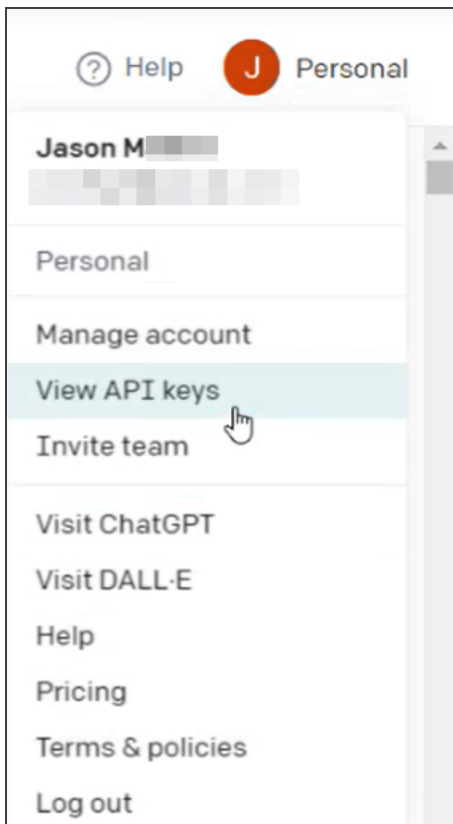 ? Help J Personal
Jason M
Personal
Manage account
View API keys
Invite team
Visit ChatGPT
Visit DALL·E
Help
Pricing
Terms & policies
Log out